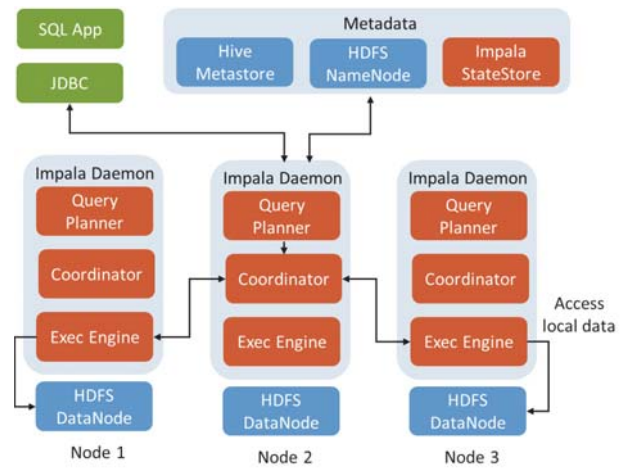 SQL App
JDBC
Metadata
Hive
Metastore
HDFS
NameNode
Impala
StateStore
Impala Daemon
Query
Planner
Coordinator
Exec Engine
HDFS
DataNode
Node 1
Impala Daemon
Query
Planner
Coordinator
Exec Engine
HDFS
DataNode
Node 2
Impala Daemon
Query
Planner
Coordinator
Exec Engine
HDFS
DataNode
Node 3
Access
local data